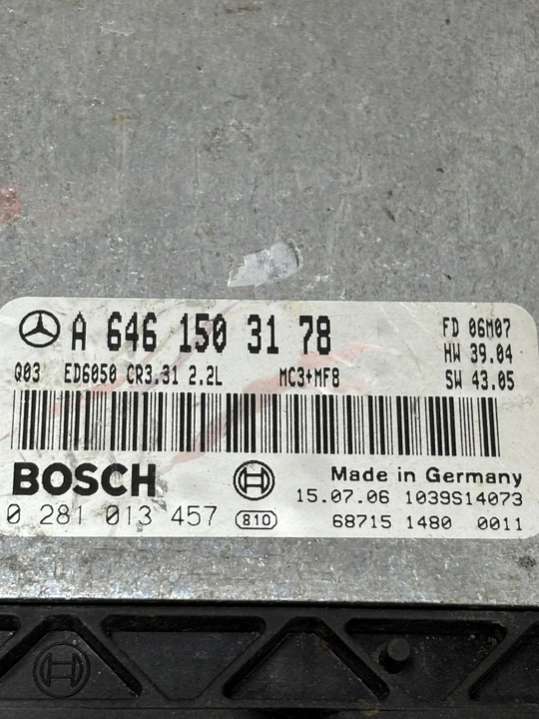 A 646 150 31 78
FD 06M07
HW 39.04
Q03 ED6050 CR3.31 2.2L MC3+MF8 SW 43.05
BOSCH Made in Germany
15.07.06 1039S14073
0 281 013 457 810 68715 1480 0011